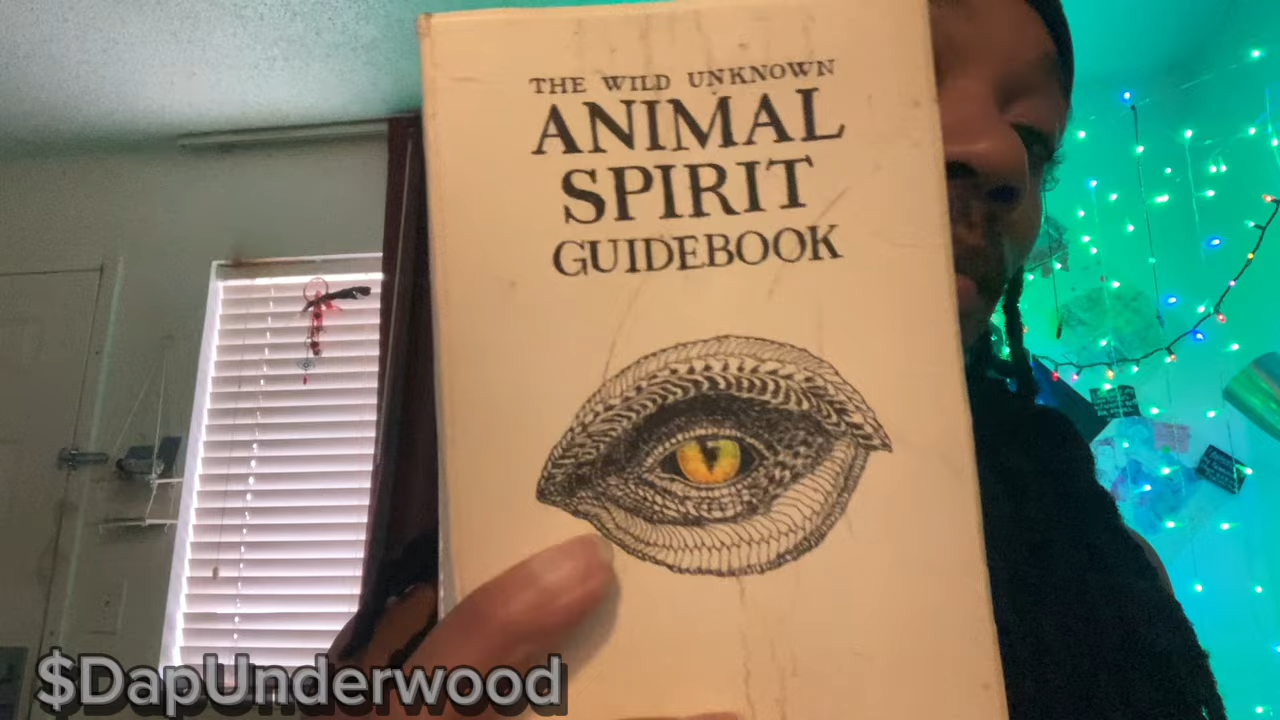 THE WILD UNKNOWN
ANIMAL
SPIRIT
GUIDEBOOK
$DapUnderwood